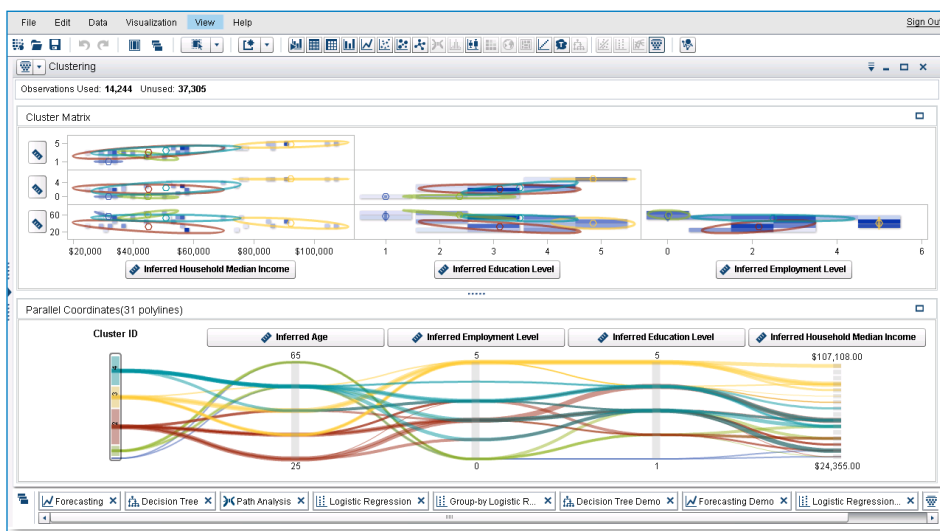 File Edit Data Visualization View Help Sign Out
Clustering
Observations Used: 14,244 Unused: 37,305
Cluster Matrix
5
1
4
0
60
20
$20,000 $40,000 $60,000 $80,000 $100,000 1 2 3 4 5 0 2 4 6
Inferred Household Median Income Inferred Education Level Inferred Employment Level
Parallel Coordinates(31 polylines)
Cluster ID Inferred Age Inferred Employment Level Inferred Education Level Inferred Household Median Income
65 5 5 $107,108.00
25 0 1 $24,355.00
Forecasting Decision Tree Path Analysis Logistic Regression Group-by Logistic R... Decision Tree Demo Forecasting Demo Logistic Regression...